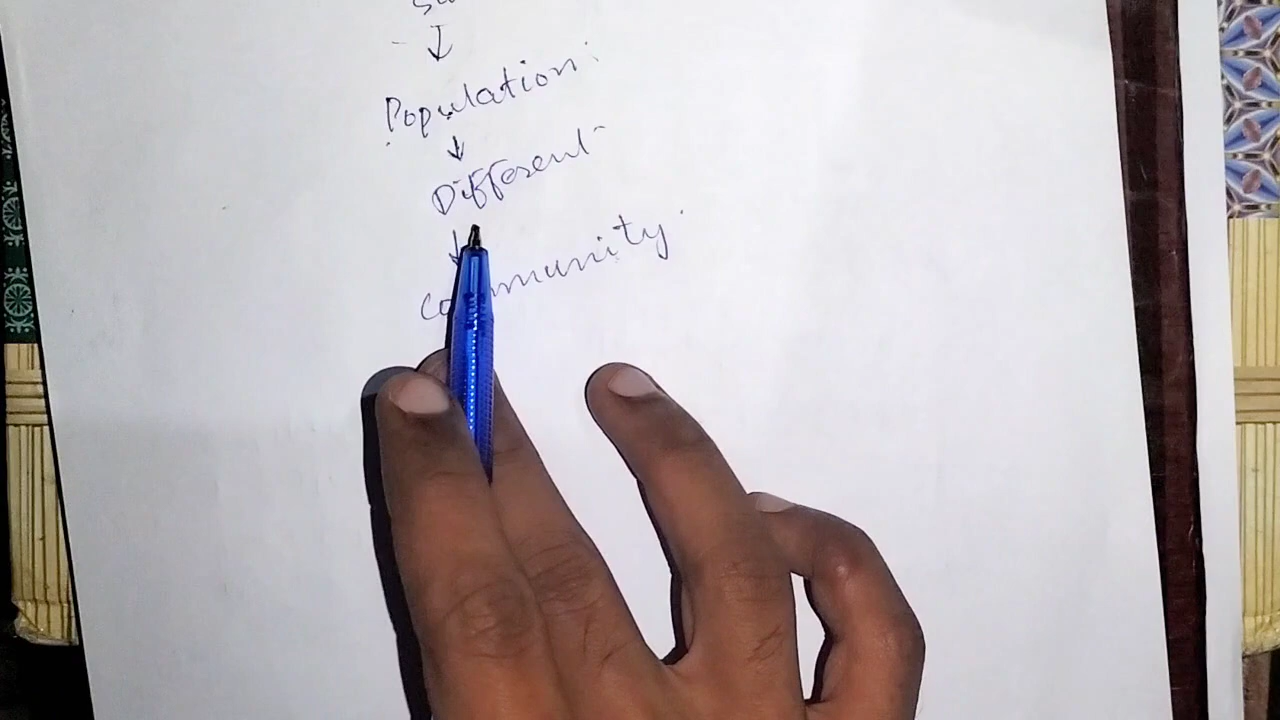 ↓
Population:
↓
Different
↓
Community.